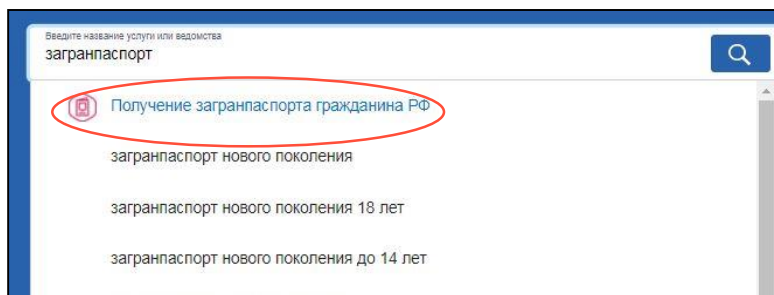 Введите название услуги или ведомства
загранпаспорт
Получение загранпаспорта гражданина РФ
загранпаспорт нового поколения
загранпаспорт нового поколения 18 лет
загранпаспорт нового поколения до 14 лет